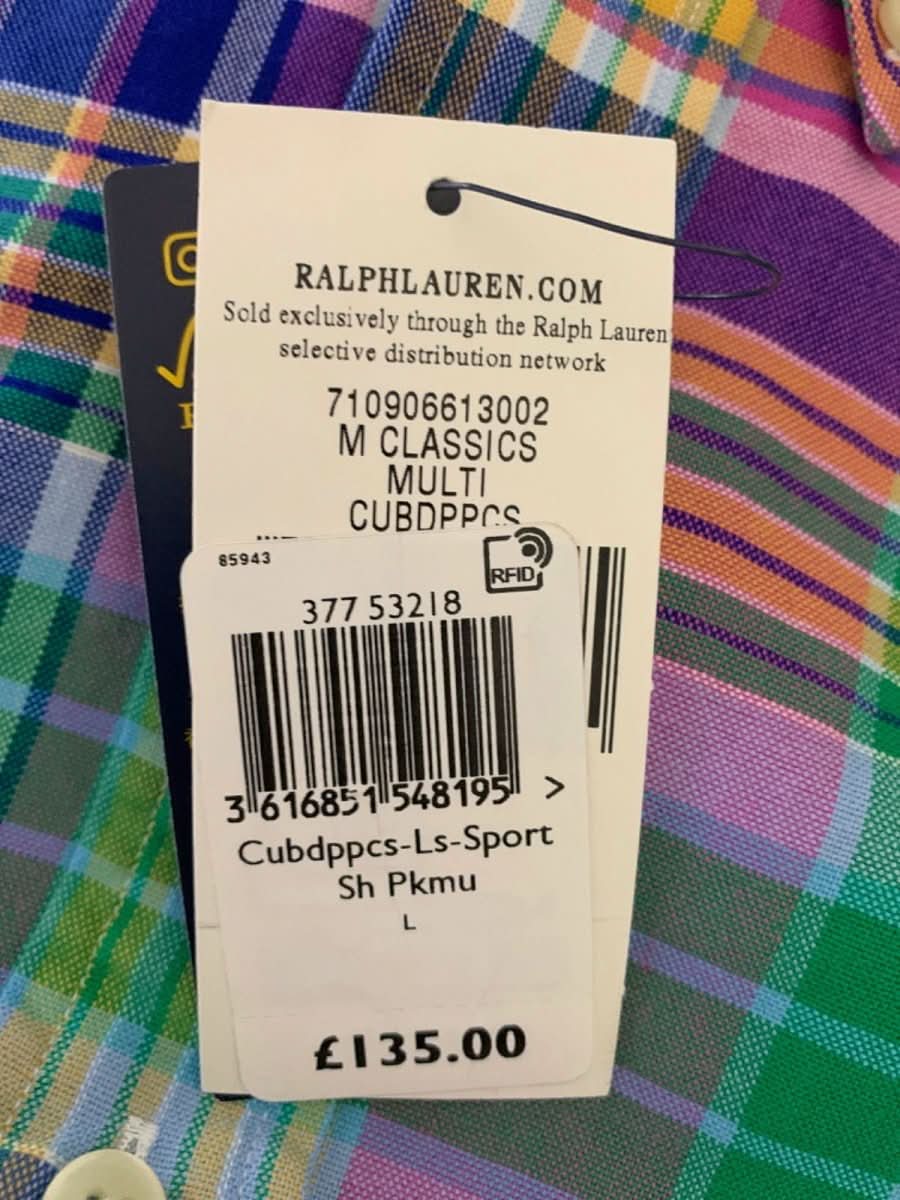 RALPHLAUREN.COM
Sold exclusively through the Ralph Lauren
selective distribution network
710906613002
M CLASSICS
MULTI
CUBDPPCS
85943
RFID
377 53218
3 616851 548195 >
Cubdppcs-Ls-Sport
Sh Pkmu
L
£135.00